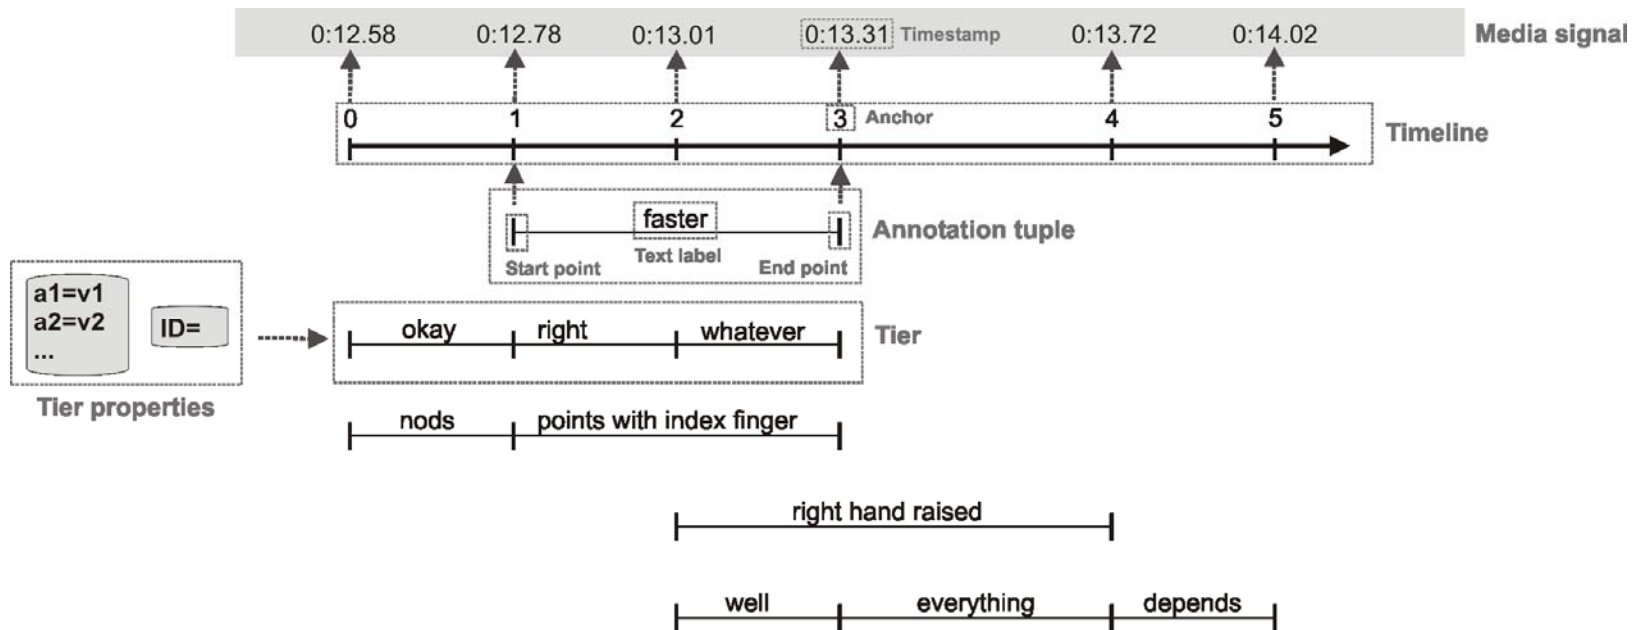 0:12.58 0:12.78 0:13.01 0:13.31 Timestamp 0:13.72 0:14.02 Media signal
0 1 2 3 Anchor 4 5 Timeline
faster Annotation tuple
Start point Text label End point
a1=v1
a2=v2
...
ID=
okay right whatever Tier
Tier properties
nods points with index finger
right hand raised
well everything depends